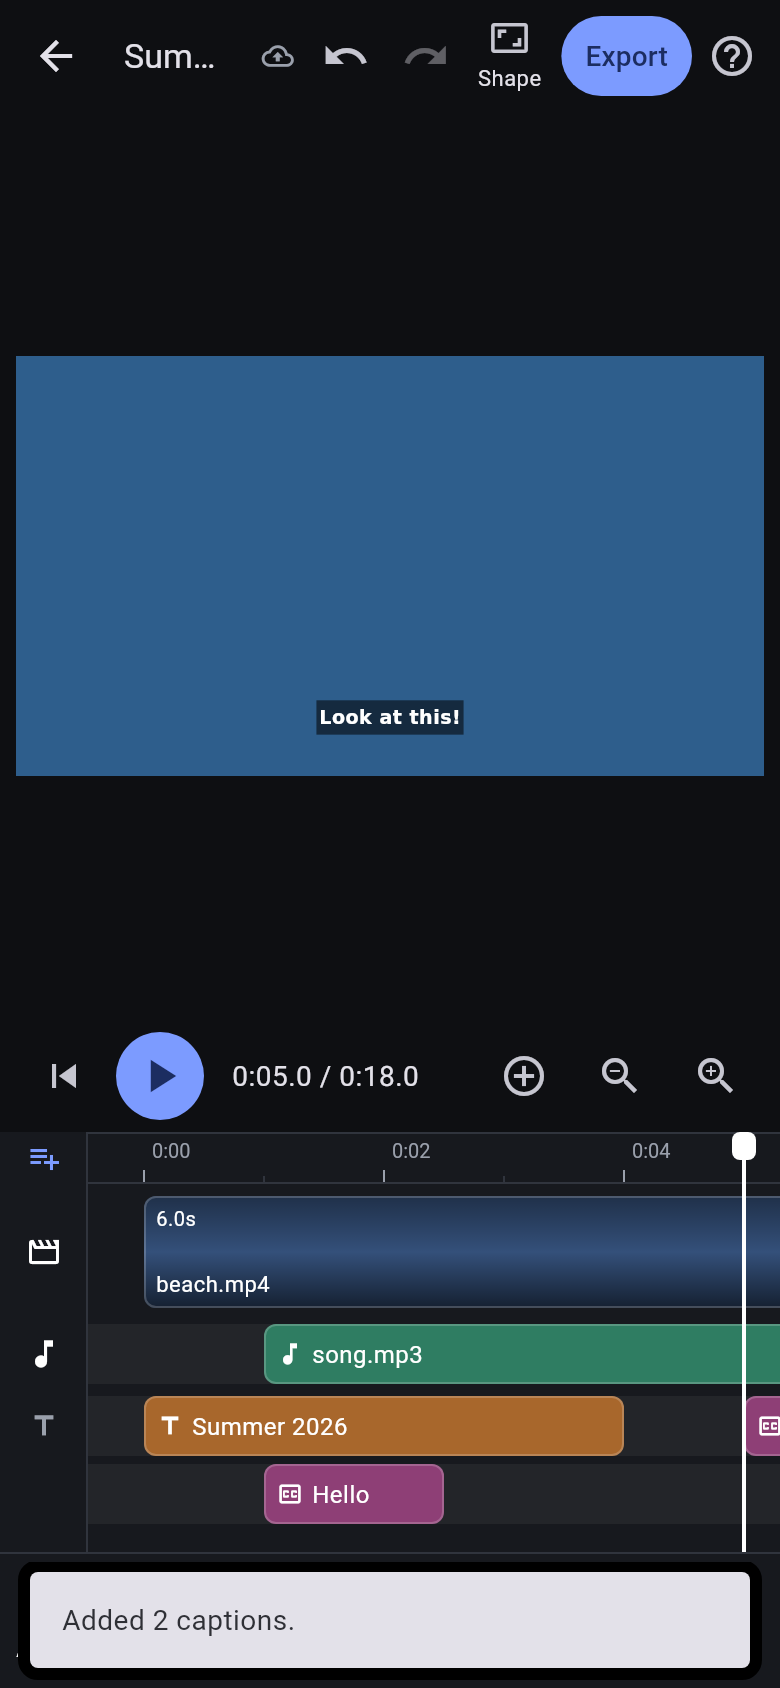 Sum...
Shape
Export
Look at this!
0:05.0 / 0:18.0
0:00
0:02
0:04
6.0s
beach.mp4
song.mp3
Summer 2026
Hello
Added 2 captions.